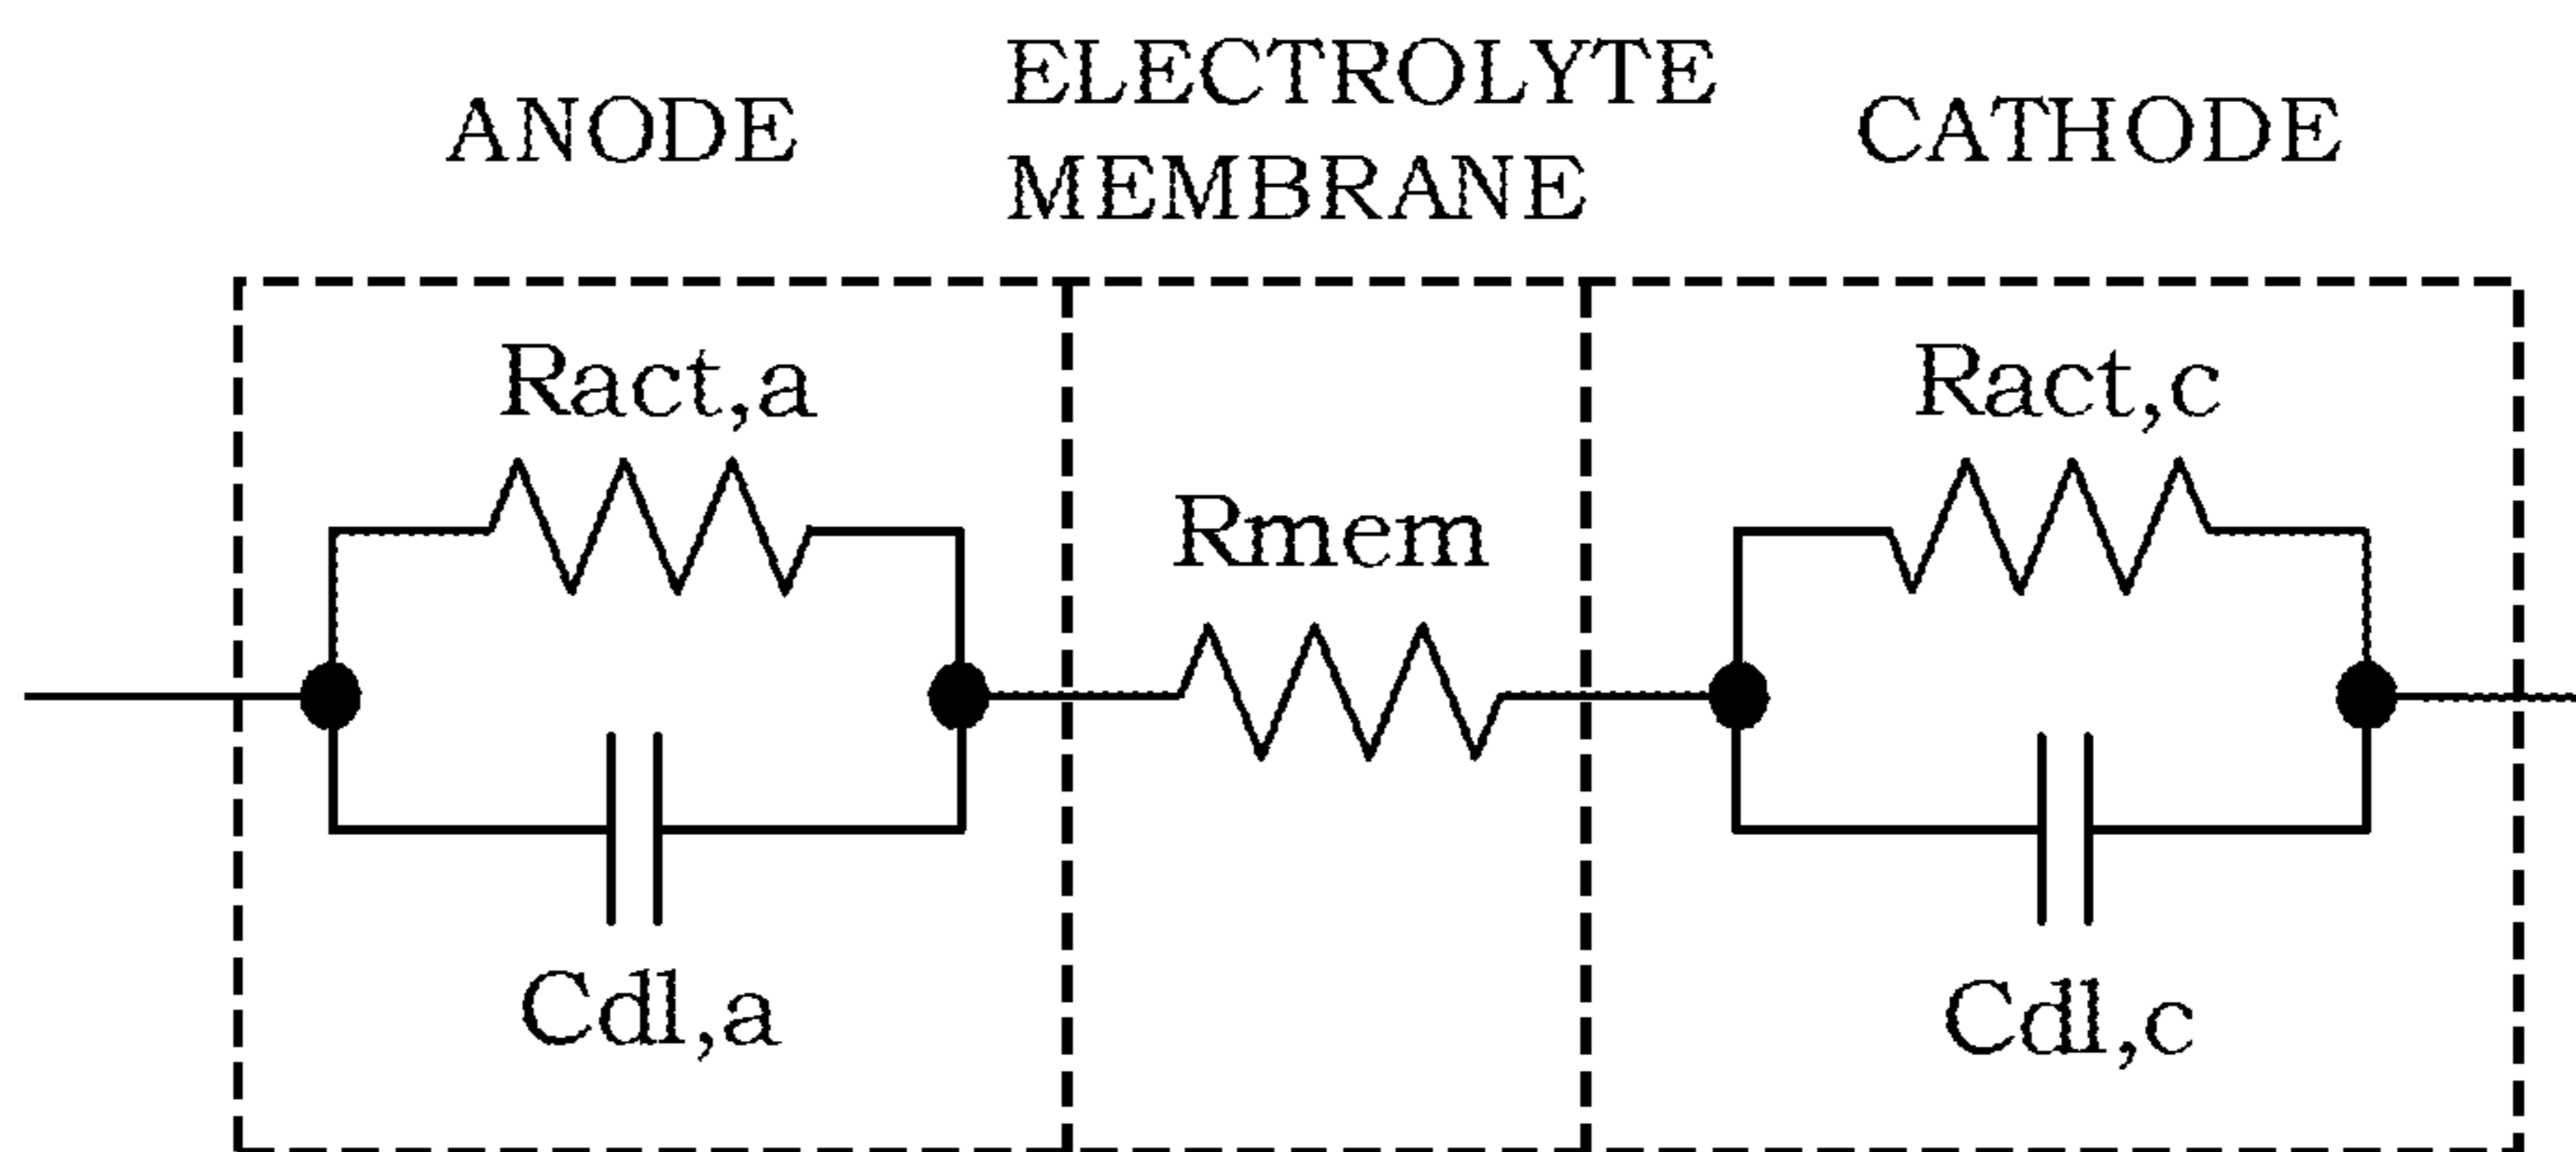 ANODE
ELECTROLYTE
MEMBRANE
CATHODE
Ract,a
Ract,c
Rmem
Cdl,a
Cdl,c